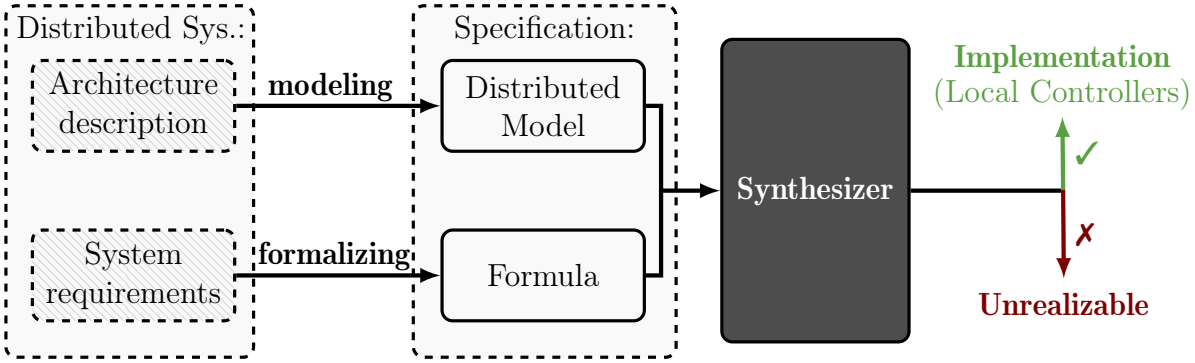 Distributed Sys.:
Architecture
description
modeling
System
requirements
formalizing
Specification:
Distributed
Model
Formula
Synthesizer
Implementation
(Local Controllers)
✓
✗
Unrealizable